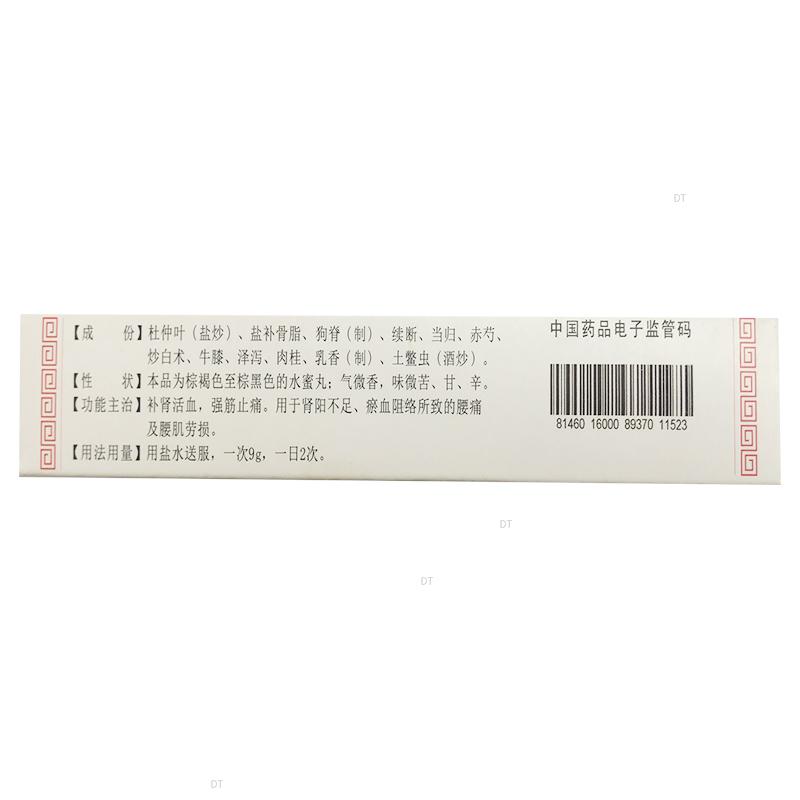 【成 份】杜仲叶（盐炒）、盐补骨脂、狗脊（制）、续断、当归、赤芍、
炒白术、牛膝、泽泻、肉桂、乳香（制）、土鳖虫（酒炒）。
【性 状】本品为棕褐色至棕黑色的水蜜丸；气微香，味微苦、甘、辛。
【功能主治】补肾活血，强筋止痛。用于肾阳不足、瘀血阻络所致的腰痛
及腰肌劳损。
【用法用量】用盐水送服，一次9g，一日2次。
中国药品电子监管码
81460 16000 89370 11523
DT
DT
DT
DT